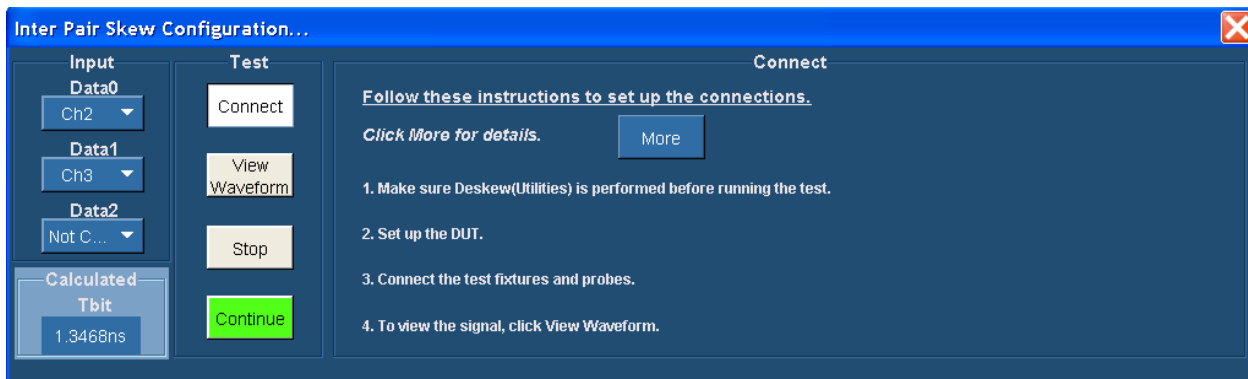 Inter Pair Skew Configuration...
Input
Data0
Ch2
Data1
Ch3
Data2
Not C...
Calculated
Tbit
1.3468ns
Test
Connect
View
Waveform
Stop
Continue
Connect
Follow these instructions to set up the connections.
Click More for details.
More
1. Make sure Deskew(Utilities) is performed before running the test.
2. Set up the DUT.
3. Connect the test fixtures and probes.
4. To view the signal, click View Waveform.